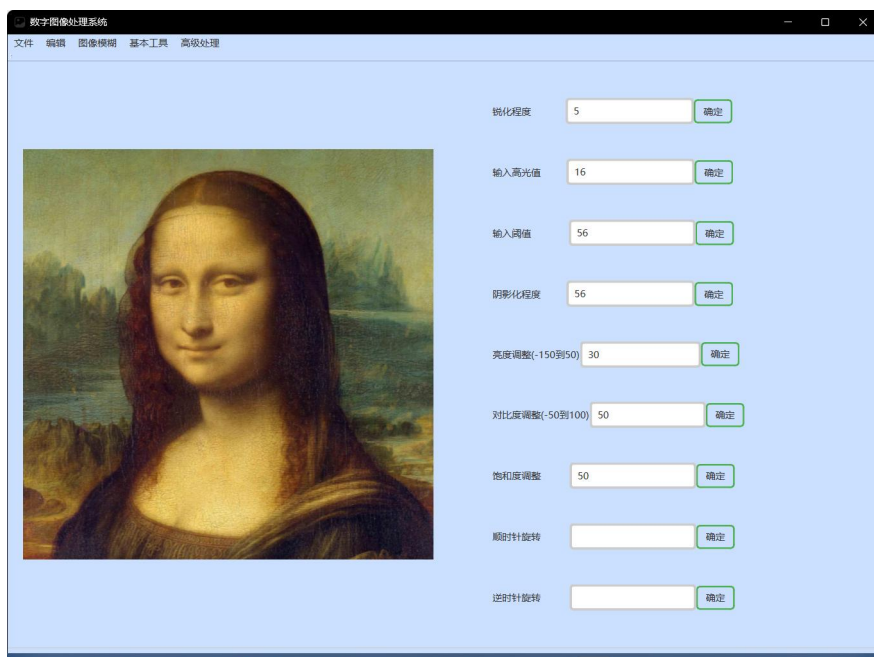 数字图像处理系统
文件 编辑 图像模糊 基本工具 高级处理
锐化程度 5 确定
输入高光值 16 确定
输入阈值 56 确定
阴影化程度 56 确定
亮度调整(-150到50) 30 确定
对比度调整(-50到100) 50 确定
饱和度调整 50 确定
顺时针旋转 确定
逆时针旋转 确定